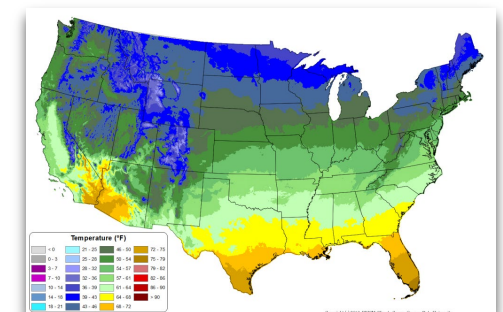 Temperature (°F)
< 0 21 - 25 46 - 50 72 - 75
0 - 3 25 - 28 50 - 54 75 - 79
3 - 7 28 - 32 54 - 57 79 - 82
7 - 10 32 - 36 57 - 61 82 - 86
10 - 14 36 - 39 61 - 64 86 - 90
14 - 18 39 - 43 64 - 68 > 90
18 - 21 43 - 46 68 - 72